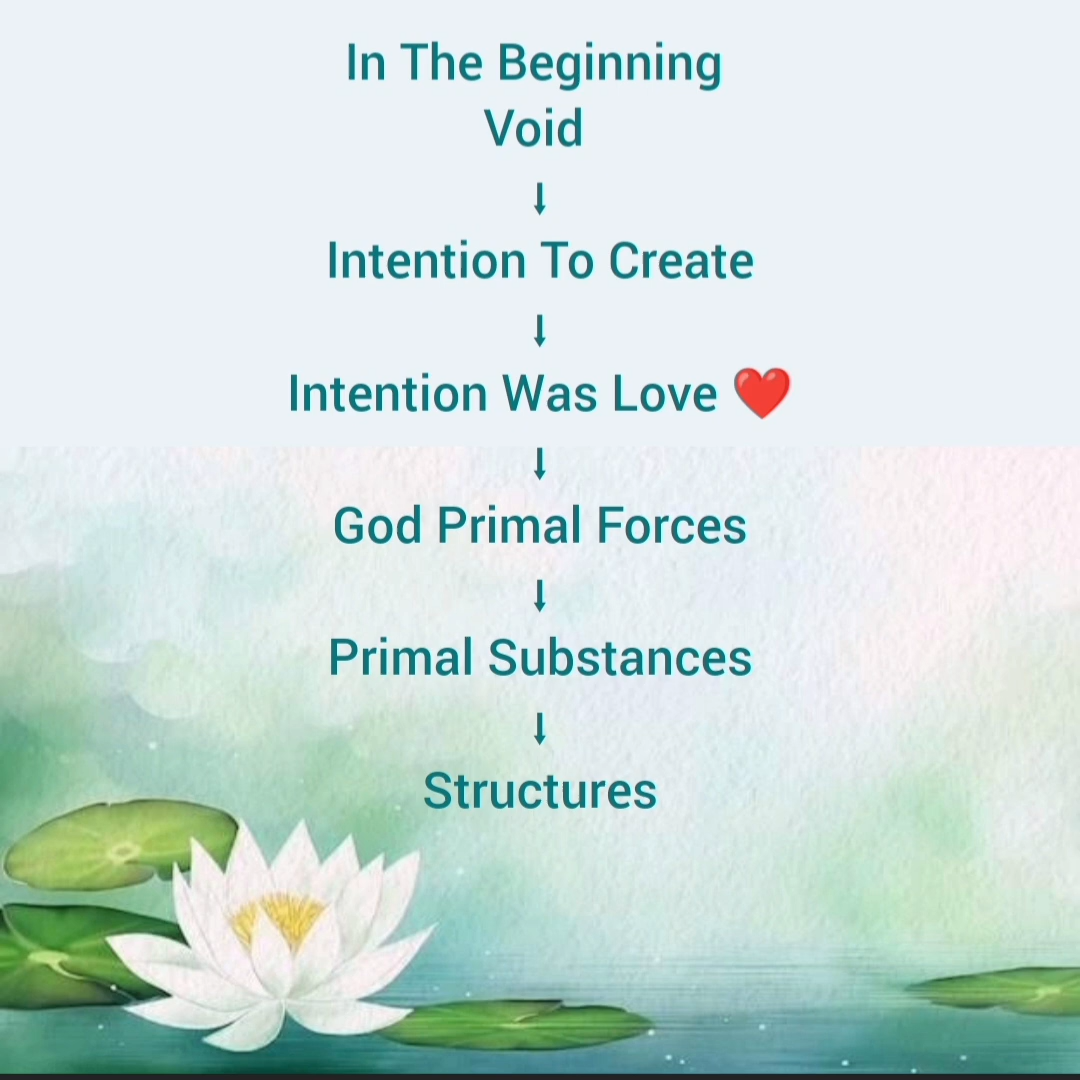 In The Beginning
Void
⬇
Intention To Create
⬇
Intention Was Love ❤️
⬇
God Primal Forces
⬇
Primal Substances
⬇
Structures